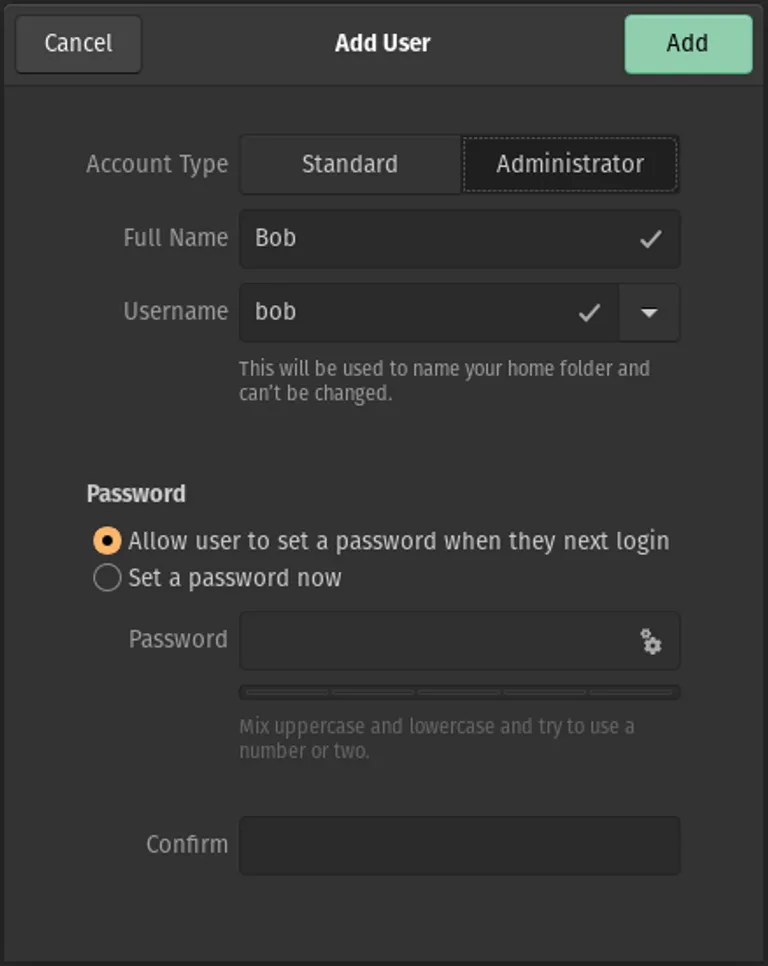 Cancel Add User Add
Account Type Standard Administrator
Full Name Bob
Username bob
This will be used to name your home folder and
can’t be changed.
Password
Allow user to set a password when they next login
Set a password now
Password
Mix uppercase and lowercase and try to use a
number or two.
Confirm